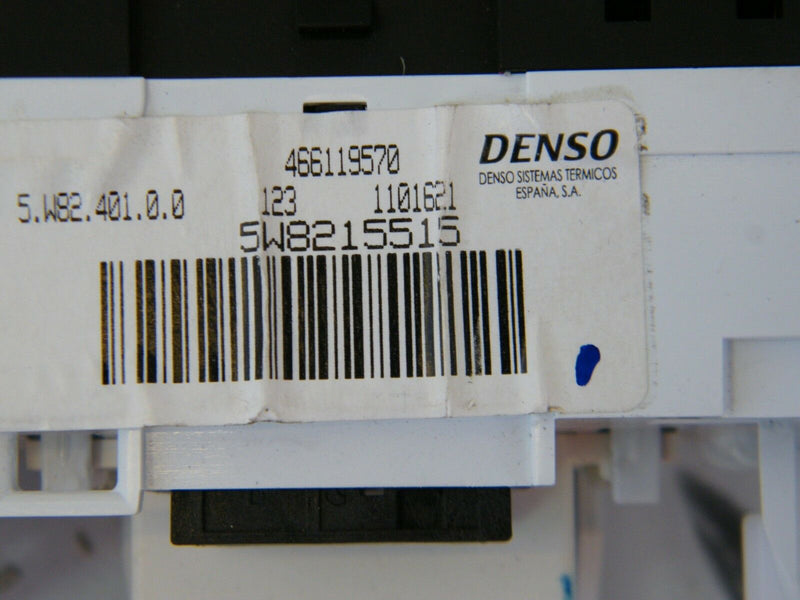 466119570
DENSO
DENSO SISTEMAS TERMICOS
ESPAÑA, S.A.
5.W82.401.0.0
123 1101621
5W8215515